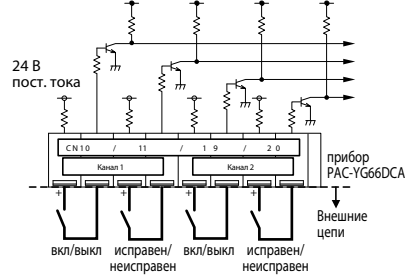 24 В
пост. тока
CN10 / 11 / 19 / 20
Канал 1
Канал 2
прибор
PAC-YG66DCA
+
+
+
+
Внешние
цепи
вкл/выкл
исправен/
неисправен
вкл/выкл
исправен/
неисправен